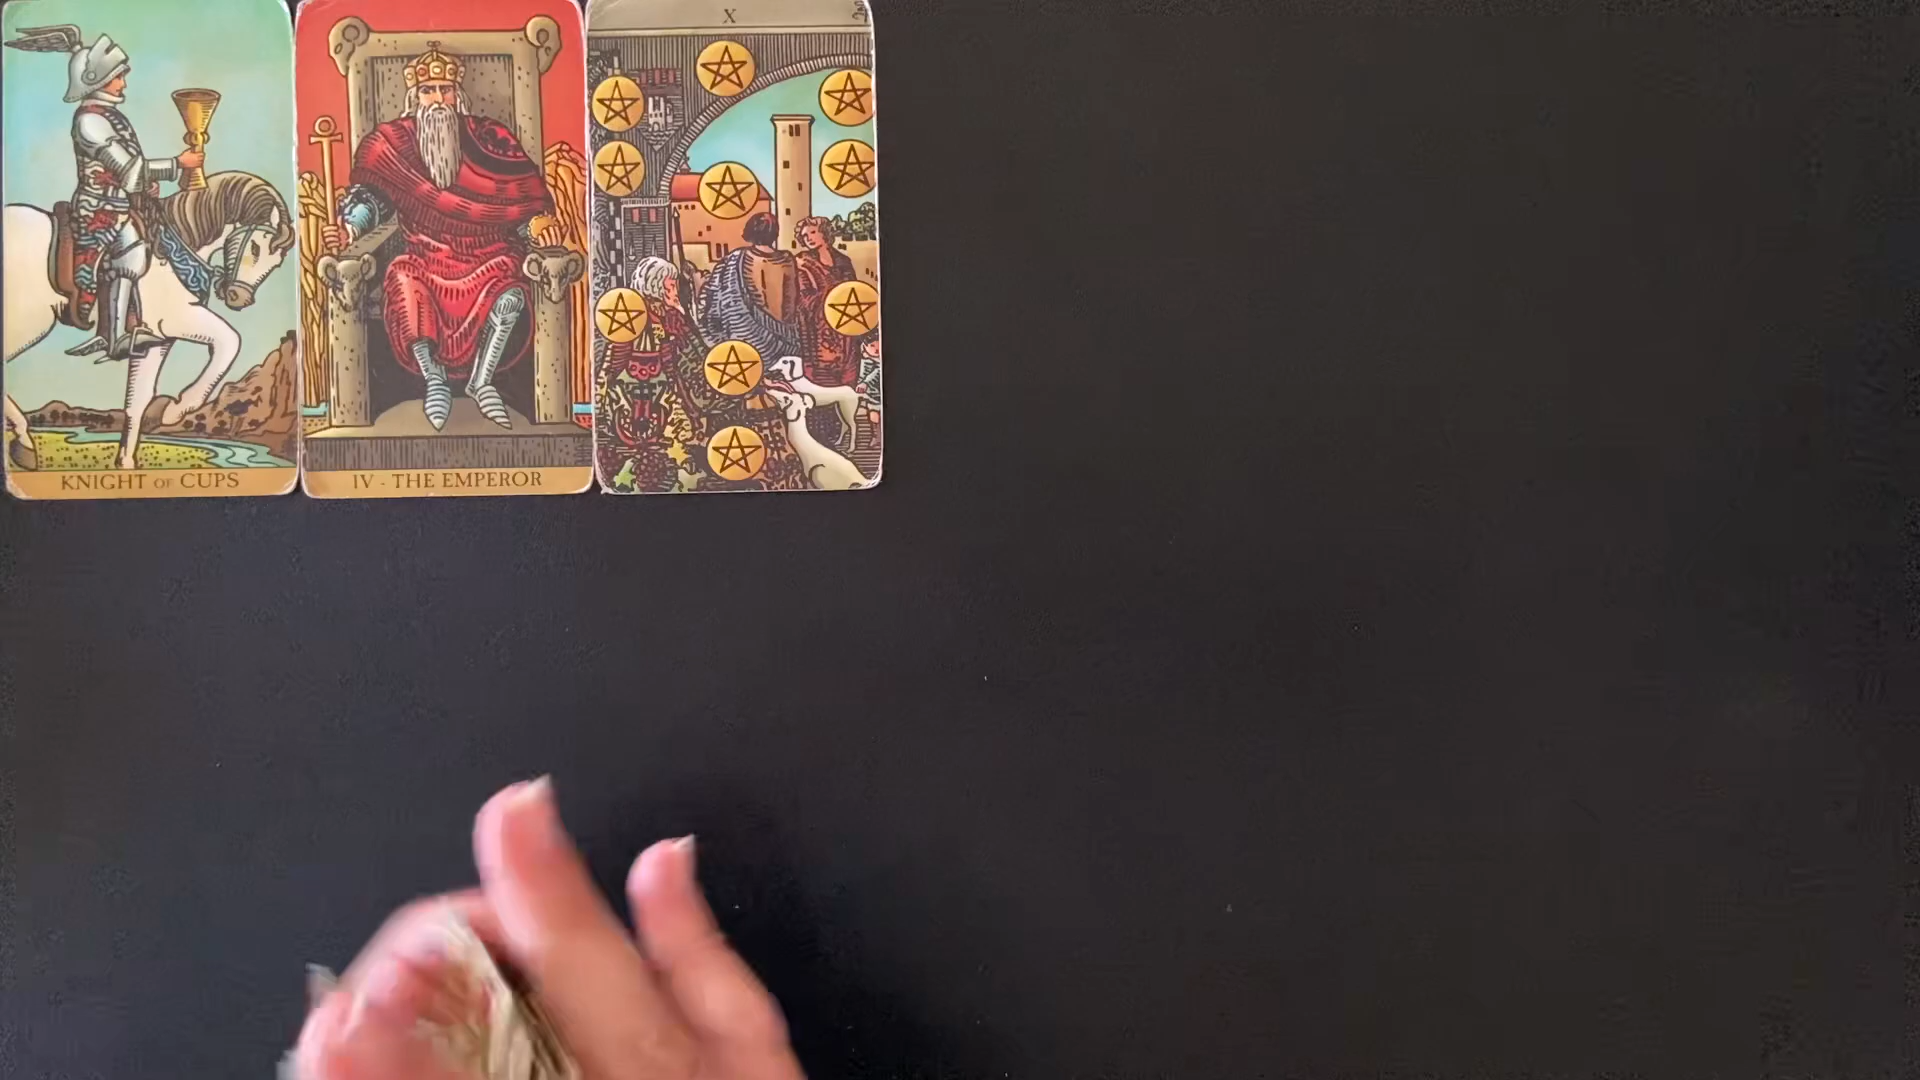 KNIGHT OF CUPS
IV - THE EMPEROR
X